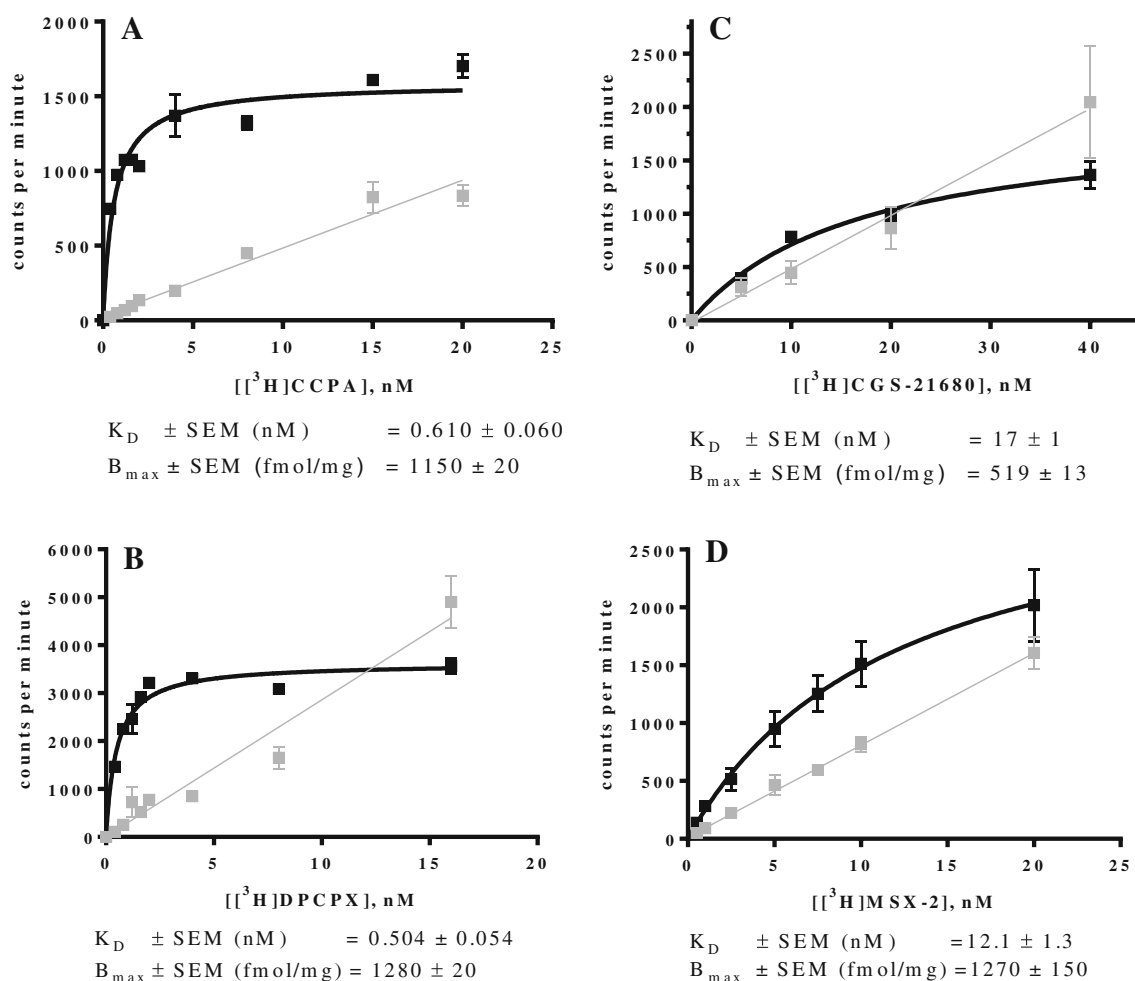 A
counts per minute
2000
1500
1000
500
0
0 5 10 15 20 25
[[³H]CCPA], nM
K_D ± SEM (nM) = 0.610 ± 0.060
B_max ± SEM (fmol/mg) = 1150 ± 20
C
counts per minute
2500
2000
1500
1000
500
0
0 10 20 30 40
[[³H]CGS-21680], nM
K_D ± SEM (nM) = 17 ± 1
B_max ± SEM (fmol/mg) = 519 ± 13
B
counts per minute
6000
5000
4000
3000
2000
1000
0
0 5 10 15 20
[[³H]DPCPX], nM
K_D ± SEM (nM) = 0.504 ± 0.054
B_max ± SEM (fmol/mg) = 1280 ± 20
D
counts per minute
2500
2000
1500
1000
500
0
0 5 10 15 20 25
[[³H]MSX-2], nM
K_D ± SEM (nM) =12.1 ± 1.3
B_max ± SEM (fmol/mg) =1270 ± 150